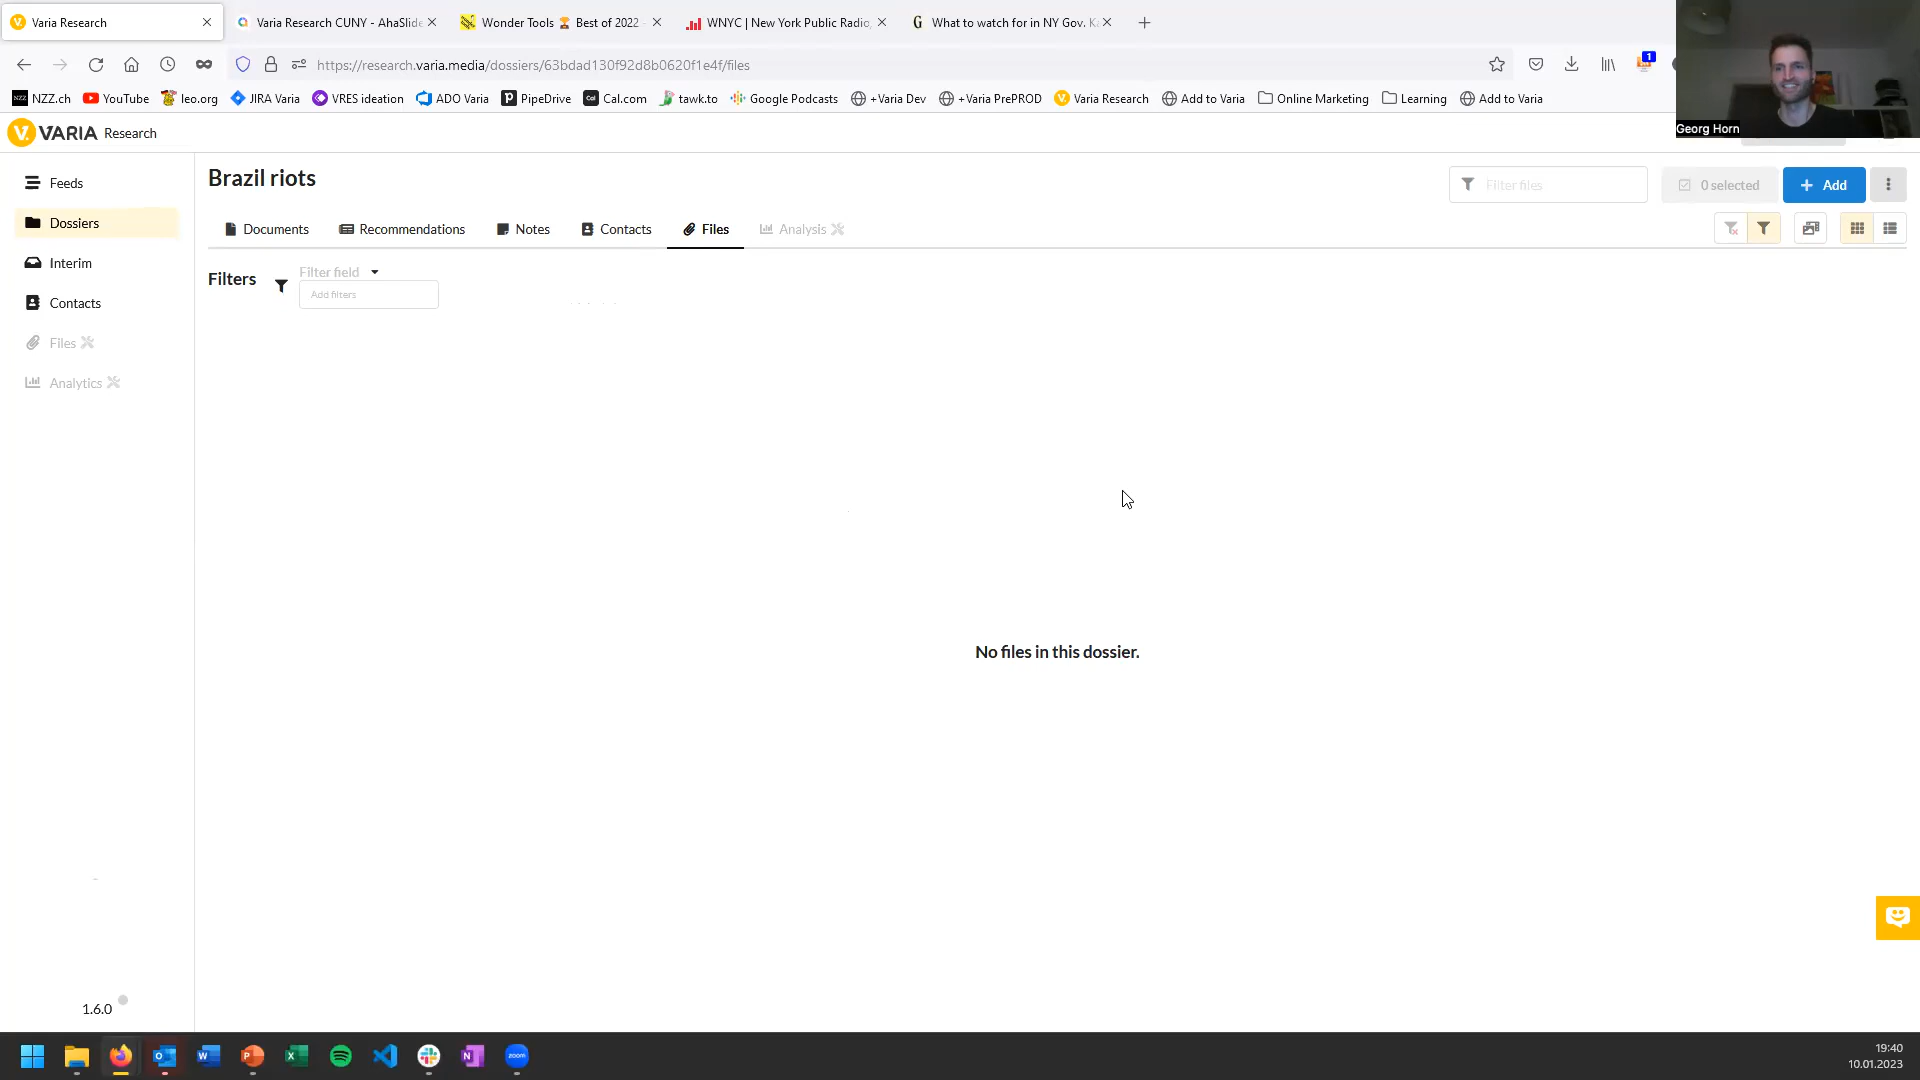 Varia Research
Varia Research CUNY - AhaSlide
Wonder Tools 🏆 Best of 2022 -
WNYC | New York Public Radio,
G What to watch for in NY Gov. Ka
https://research.varia.media/dossiers/63bdad130f92d8b0620f1e4f/files
1
NZZ NZZ.ch
YouTube
leo.org
JIRA Varia
VRES ideation
ADO Varia
PipeDrive
Cal Cal.com
tawk.to
Google Podcasts
+Varia Dev
+Varia PrePROD
Varia Research
Add to Varia
Online Marketing
Learning
Add to Varia
Georg Horn
VARIA Research
Feeds
Dossiers
Interim
Contacts
Files
Analytics
1.6.0
Brazil riots
Filter files
0 selected
+ Add
Documents
Recommendations
Notes
Contacts
Files
Analysis
Filters
Filter field
Add filters
No files in this dossier.
zoom
19:40
10.01.2023